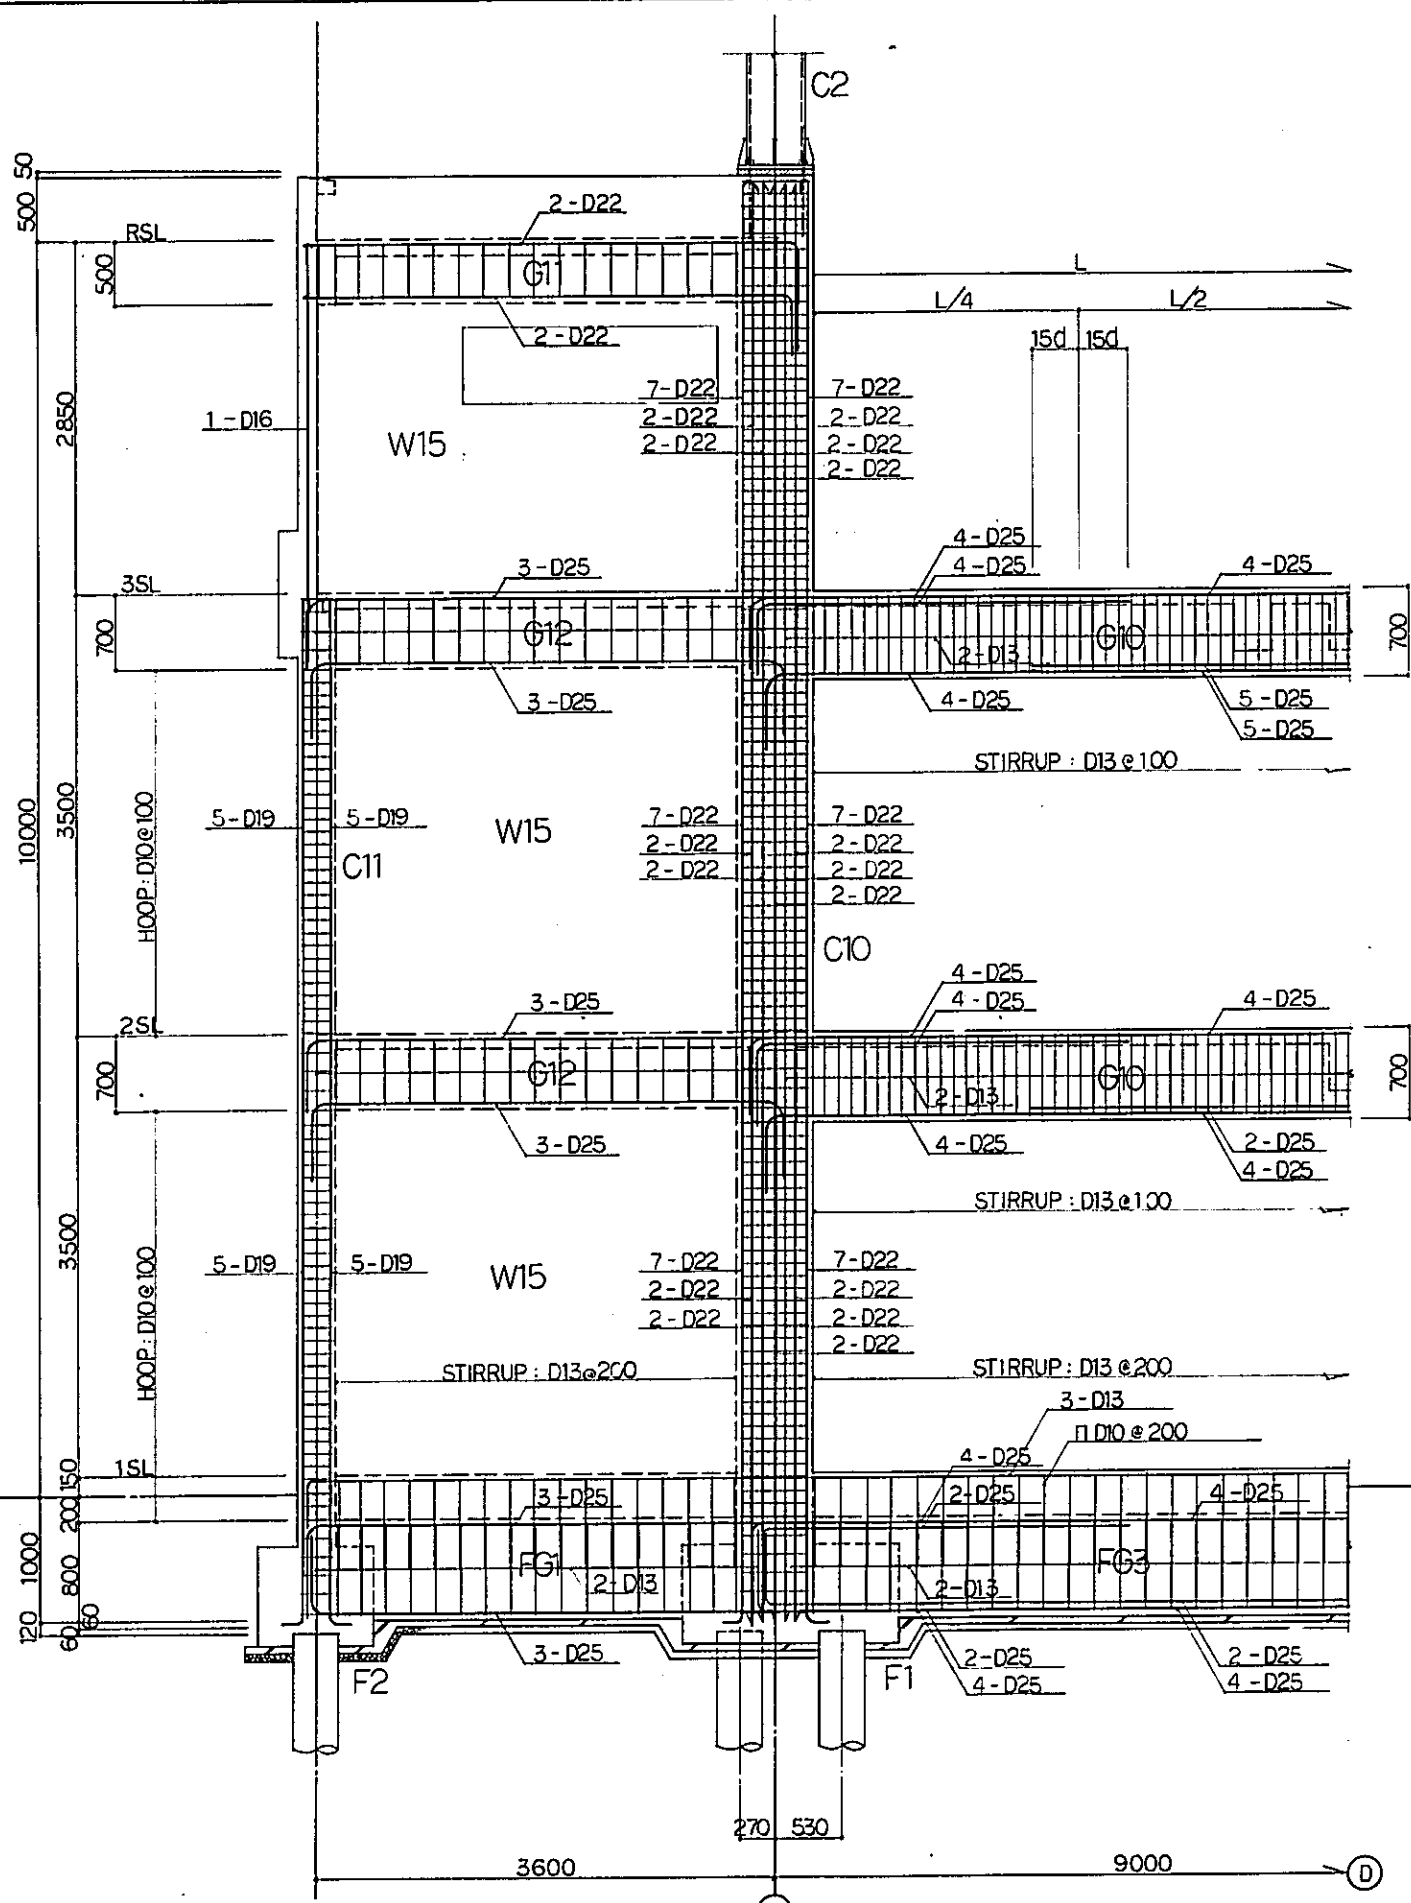 C2
50
500
2-D22
RSL
500
G11
L
L/4
L/2
2-D22
15d
15d
7-D22
7-D22
2850
1-D16
2-D22
2-D22
W15
2-D22
2-D22
2-D22
4-D25
4-D25
3-D25
4-D25
3SL
700
G12
G10
700
2-D13
3-D25
4-D25
5-D25
5-D25
STIRRUP : D13@100
10000
3500
HOOP : D10@100
5-D19
5-D19
W15
7-D22
7-D22
2-D22
2-D22
C11
2-D22
2-D22
2-D22
C10
4-D25
3-D25
4-D25
4-D25
2SL
700
G12
G10
700
2-D13
3-D25
4-D25
2-D25
4-D25
STIRRUP : D13@100
3500
HOOP : D10@100
5-D19
5-D19
W15
7-D22
7-D22
2-D22
2-D22
2-D22
2-D22
2-D22
STIRRUP : D13@200
STIRRUP : D13@200
3-D13
⊓ D10@200
1SL
150
4-D25
3-D25
2-D25
4-D25
200
1000
800
FG1
FG3
2-D13
2-D13
120
60
60
3-D25
2-D25
2-D25
F2
F1
4-D25
4-D25
270
530
3600
9000
D